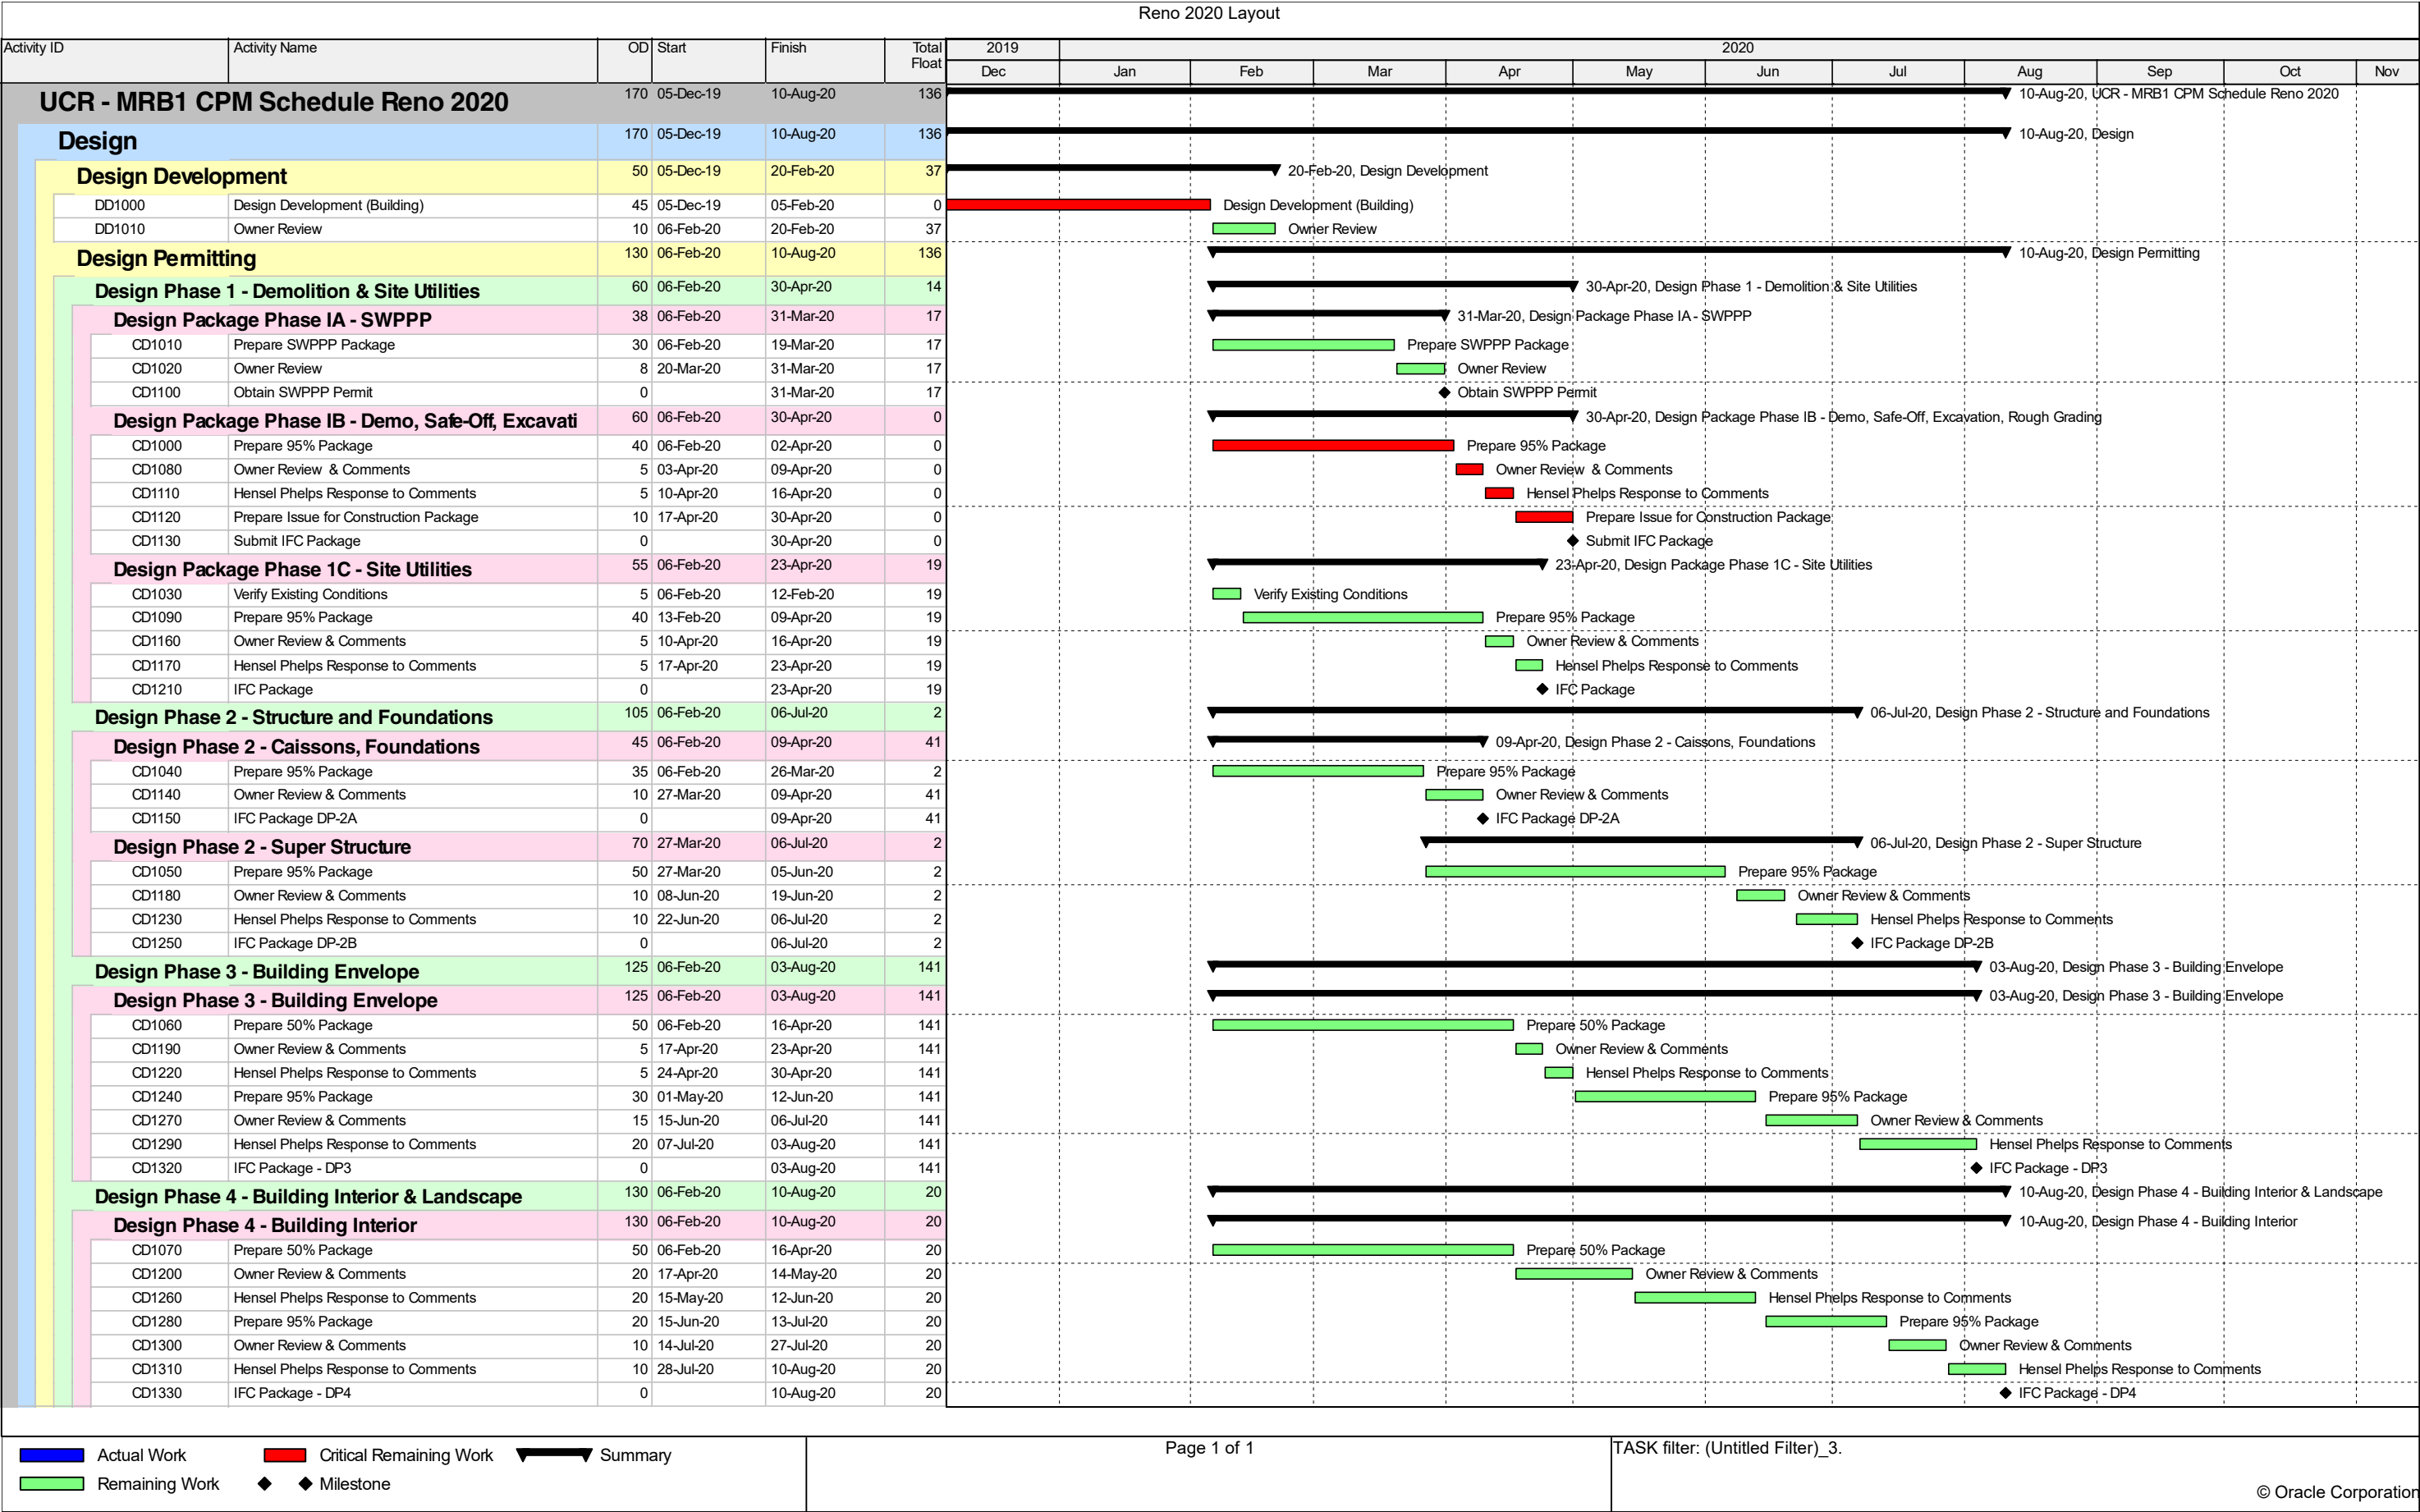 Reno 2020 Layout
Activity ID Activity Name OD Start Finish Total Float 2019 2020
Dec Jan Feb Mar Apr May Jun Jul Aug Sep Oct Nov
UCR - MRB1 CPM Schedule Reno 2020 170 05-Dec-19 10-Aug-20 136 10-Aug-20, UCR - MRB1 CPM Schedule Reno 2020
Design 170 05-Dec-19 10-Aug-20 136 10-Aug-20, Design
Design Development 50 05-Dec-19 20-Feb-20 37 20-Feb-20, Design Development
DD1000 Design Development (Building) 45 05-Dec-19 05-Feb-20 0 Design Development (Building)
DD1010 Owner Review 10 06-Feb-20 20-Feb-20 37 Owner Review
Design Permitting 130 06-Feb-20 10-Aug-20 136 10-Aug-20, Design Permitting
Design Phase 1 - Demolition & Site Utilities 60 06-Feb-20 30-Apr-20 14 30-Apr-20, Design Phase 1 - Demolition & Site Utilities
Design Package Phase IA - SWPPP 38 06-Feb-20 31-Mar-20 17 31-Mar-20, Design Package Phase IA - SWPPP
CD1010 Prepare SWPPP Package 30 06-Feb-20 19-Mar-20 17 Prepare SWPPP Package
CD1020 Owner Review 8 20-Mar-20 31-Mar-20 17 Owner Review
CD1100 Obtain SWPPP Permit 0 31-Mar-20 17 Obtain SWPPP Permit
Design Package Phase IB - Demo, Safe-Off, Excavati 60 06-Feb-20 30-Apr-20 0 30-Apr-20, Design Package Phase IB - Demo, Safe-Off, Excavation, Rough Grading
CD1000 Prepare 95% Package 40 06-Feb-20 02-Apr-20 0 Prepare 95% Package
CD1080 Owner Review & Comments 5 03-Apr-20 09-Apr-20 0 Owner Review & Comments
CD1110 Hensel Phelps Response to Comments 5 10-Apr-20 16-Apr-20 0 Hensel Phelps Response to Comments
CD1120 Prepare Issue for Construction Package 10 17-Apr-20 30-Apr-20 0 Prepare Issue for Construction Package
CD1130 Submit IFC Package 0 30-Apr-20 0 Submit IFC Package
Design Package Phase 1C - Site Utilities 55 06-Feb-20 23-Apr-20 19 23-Apr-20, Design Package Phase 1C - Site Utilities
CD1030 Verify Existing Conditions 5 06-Feb-20 12-Feb-20 19 Verify Existing Conditions
CD1090 Prepare 95% Package 40 13-Feb-20 09-Apr-20 19 Prepare 95% Package
CD1160 Owner Review & Comments 5 10-Apr-20 16-Apr-20 19 Owner Review & Comments
CD1170 Hensel Phelps Response to Comments 5 17-Apr-20 23-Apr-20 19 Hensel Phelps Response to Comments
CD1210 IFC Package 0 23-Apr-20 19 IFC Package
Design Phase 2 - Structure and Foundations 105 06-Feb-20 06-Jul-20 2 06-Jul-20, Design Phase 2 - Structure and Foundations
Design Phase 2 - Caissons, Foundations 45 06-Feb-20 09-Apr-20 41 09-Apr-20, Design Phase 2 - Caissons, Foundations
CD1040 Prepare 95% Package 35 06-Feb-20 26-Mar-20 2 Prepare 95% Package
CD1140 Owner Review & Comments 10 27-Mar-20 09-Apr-20 41 Owner Review & Comments
CD1150 IFC Package DP-2A 0 09-Apr-20 41 IFC Package DP-2A
Design Phase 2 - Super Structure 70 27-Mar-20 06-Jul-20 2 06-Jul-20, Design Phase 2 - Super Structure
CD1050 Prepare 95% Package 50 27-Mar-20 05-Jun-20 2 Prepare 95% Package
CD1180 Owner Review & Comments 10 08-Jun-20 19-Jun-20 2 Owner Review & Comments
CD1230 Hensel Phelps Response to Comments 10 22-Jun-20 06-Jul-20 2 Hensel Phelps Response to Comments
CD1250 IFC Package DP-2B 0 06-Jul-20 2 IFC Package DP-2B
Design Phase 3 - Building Envelope 125 06-Feb-20 03-Aug-20 141 03-Aug-20, Design Phase 3 - Building Envelope
Design Phase 3 - Building Envelope 125 06-Feb-20 03-Aug-20 141 03-Aug-20, Design Phase 3 - Building Envelope
CD1060 Prepare 50% Package 50 06-Feb-20 16-Apr-20 141 Prepare 50% Package
CD1190 Owner Review & Comments 5 17-Apr-20 23-Apr-20 141 Owner Review & Comments
CD1220 Hensel Phelps Response to Comments 5 24-Apr-20 30-Apr-20 141 Hensel Phelps Response to Comments
CD1240 Prepare 95% Package 30 01-May-20 12-Jun-20 141 Prepare 95% Package
CD1270 Owner Review & Comments 15 15-Jun-20 06-Jul-20 141 Owner Review & Comments
CD1290 Hensel Phelps Response to Comments 20 07-Jul-20 03-Aug-20 141 Hensel Phelps Response to Comments
CD1320 IFC Package - DP3 0 03-Aug-20 141 IFC Package - DP3
Design Phase 4 - Building Interior & Landscape 130 06-Feb-20 10-Aug-20 20 10-Aug-20, Design Phase 4 - Building Interior & Landscape
Design Phase 4 - Building Interior 130 06-Feb-20 10-Aug-20 20 10-Aug-20, Design Phase 4 - Building Interior
CD1070 Prepare 50% Package 50 06-Feb-20 16-Apr-20 20 Prepare 50% Package
CD1200 Owner Review & Comments 20 17-Apr-20 14-May-20 20 Owner Review & Comments
CD1260 Hensel Phelps Response to Comments 20 15-May-20 12-Jun-20 20 Hensel Phelps Response to Comments
CD1280 Prepare 95% Package 20 15-Jun-20 13-Jul-20 20 Prepare 95% Package
CD1300 Owner Review & Comments 10 14-Jul-20 27-Jul-20 20 Owner Review & Comments
CD1310 Hensel Phelps Response to Comments 10 28-Jul-20 10-Aug-20 20 Hensel Phelps Response to Comments
CD1330 IFC Package - DP4 0 10-Aug-20 20 IFC Package - DP4
Actual Work Critical Remaining Work Summary
Remaining Work Milestone
Page 1 of 1
TASK filter: (Untitled Filter)_3.
© Oracle Corporation